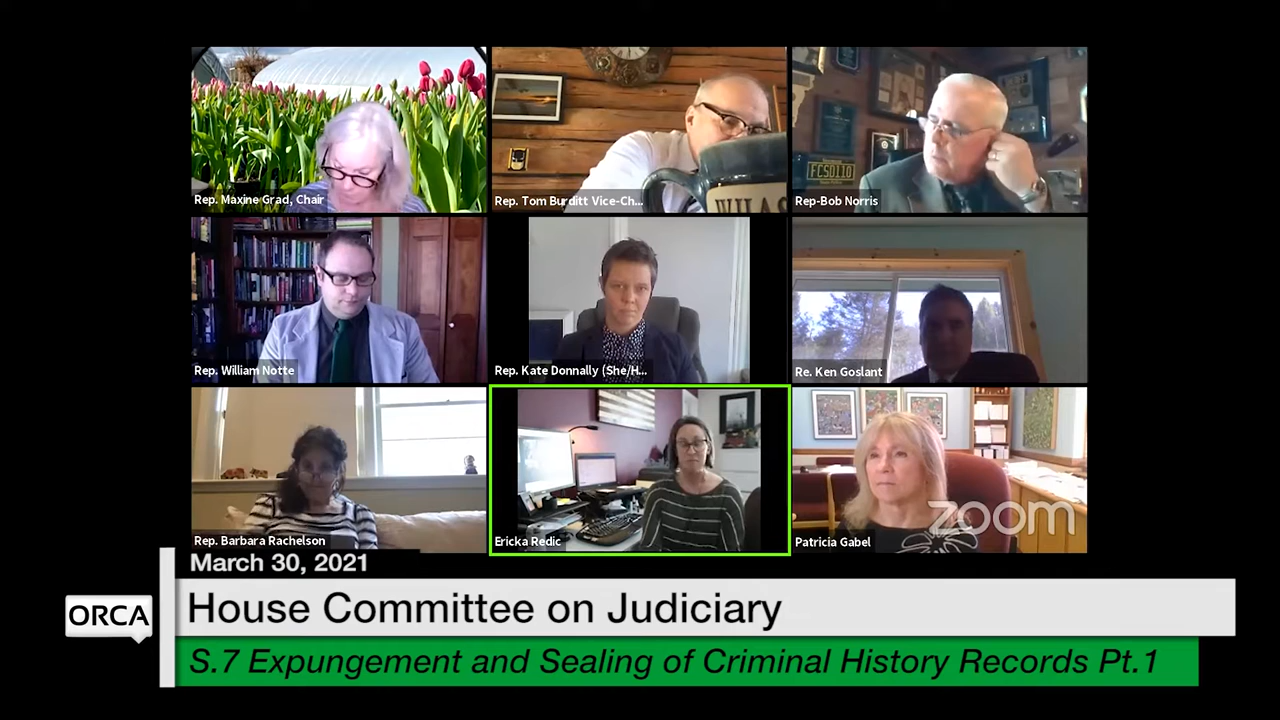 Rep. Maxine Grad, Chair
Rep. Tom Burditt Vice-Ch...
Rep-Bob Norris
FCSD110
Rep. William Notte
Rep. Kate Donnally (She/H...
Re. Ken Goslant
Rep. Barbara Rachelson
Ericka Redic
Patricia Gabel
zoom
March 30, 2021
ORCA
House Committee on Judiciary
S.7 Expungement and Sealing of Criminal History Records Pt.1